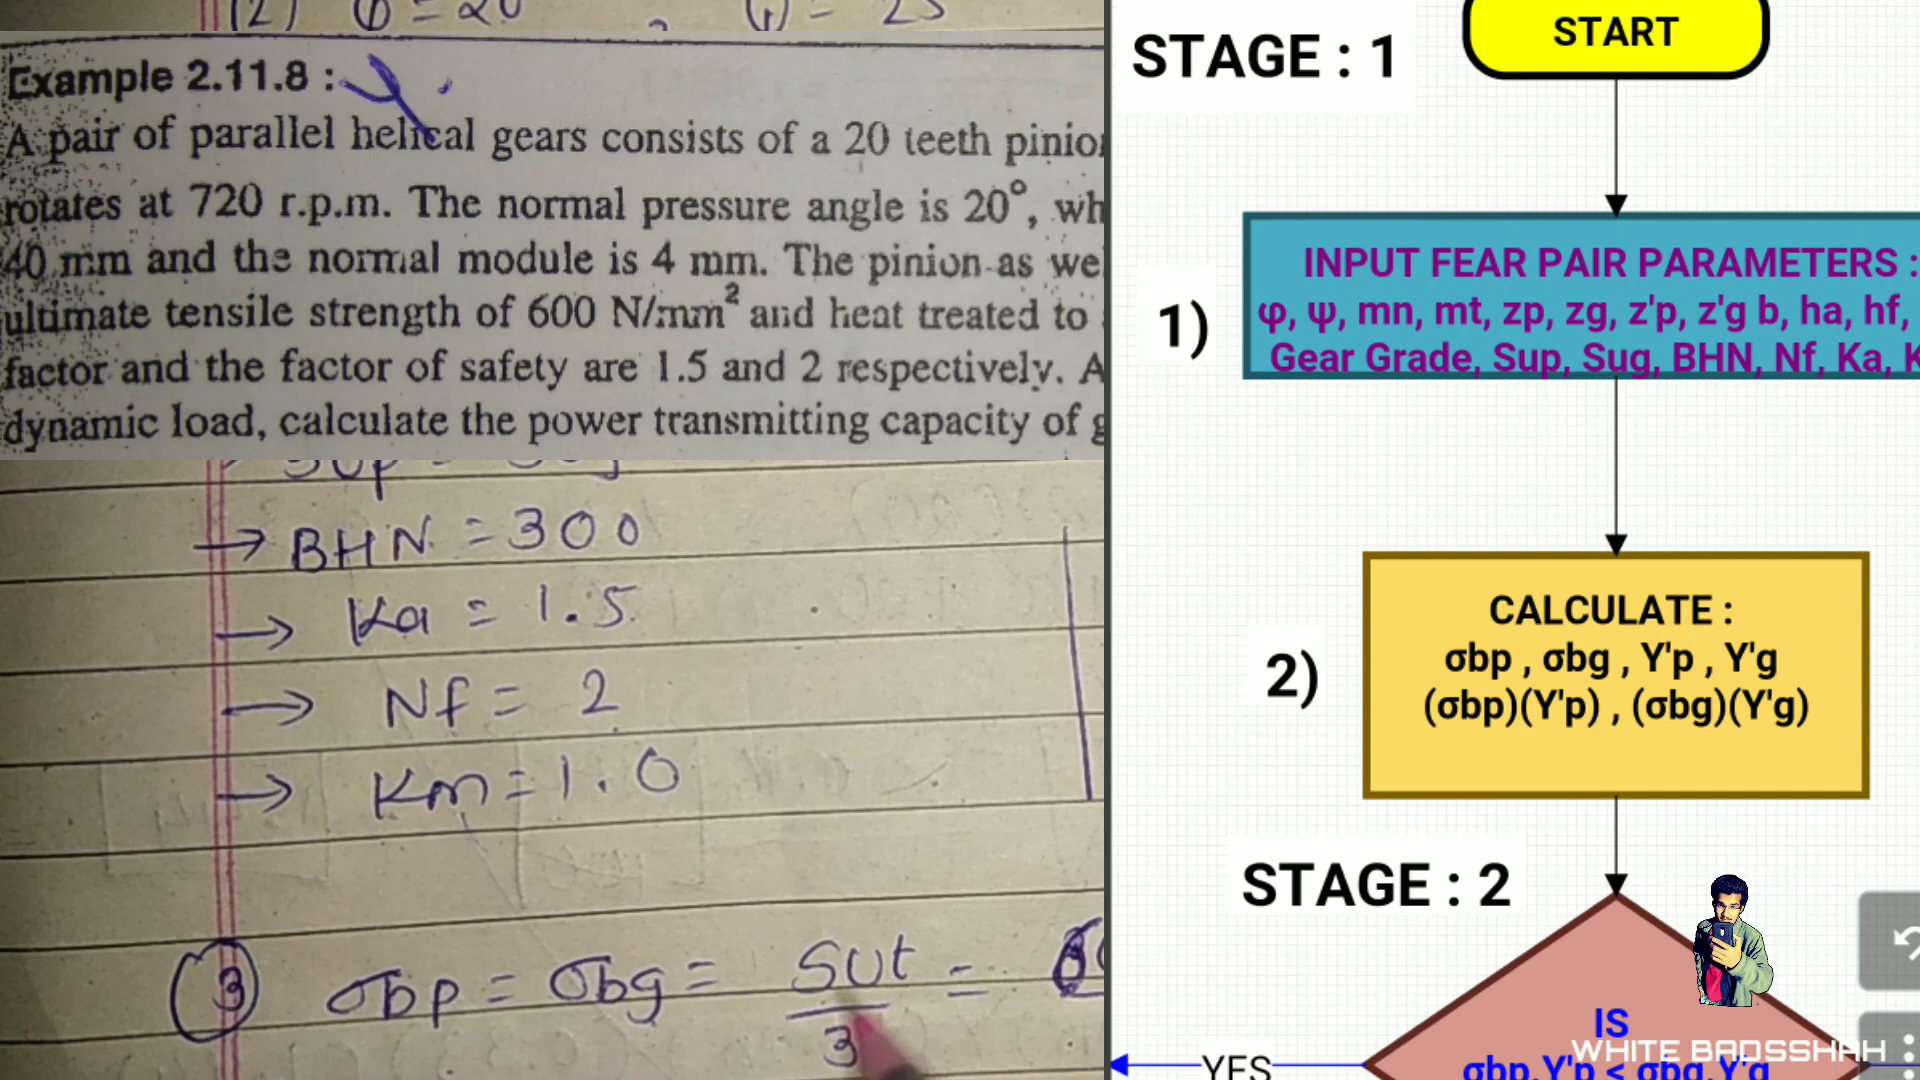 (2) φ = 20
Example 2.11.8 :
A pair of parallel helical gears consists of a 20 teeth
rotates at 720 r.p.m. The normal pressure angle is 20°,
40 mm and the normal module is 4 mm. The pinion as
ultimate tensile strength of 600 N/mm² and heat treated to
factor and the factor of safety are 1.5 and 2 respectively. A
dynamic load, calculate the power transmitting capacity of
→ BHN = 300
→ Ka = 1.5
→ Nf = 2
→ Km = 1.0
3 σbp = σbg = Sut/3 =
STAGE : 1
START
1)
INPUT FEAR PAIR PARAMETERS :
φ, ψ, mn, mt, zp, zg, z'p, z'g b, ha, hf,
Gear Grade, Sup, Sug, BHN, Nf, Ka,
2)
CALCULATE :
σbp , σbg , Y'p , Y'g
(σbp)(Y'p) , (σbg)(Y'g)
STAGE : 2
IS
σbp.Y'p < σbg.Y'g
YES
WHITE BADSSHAH